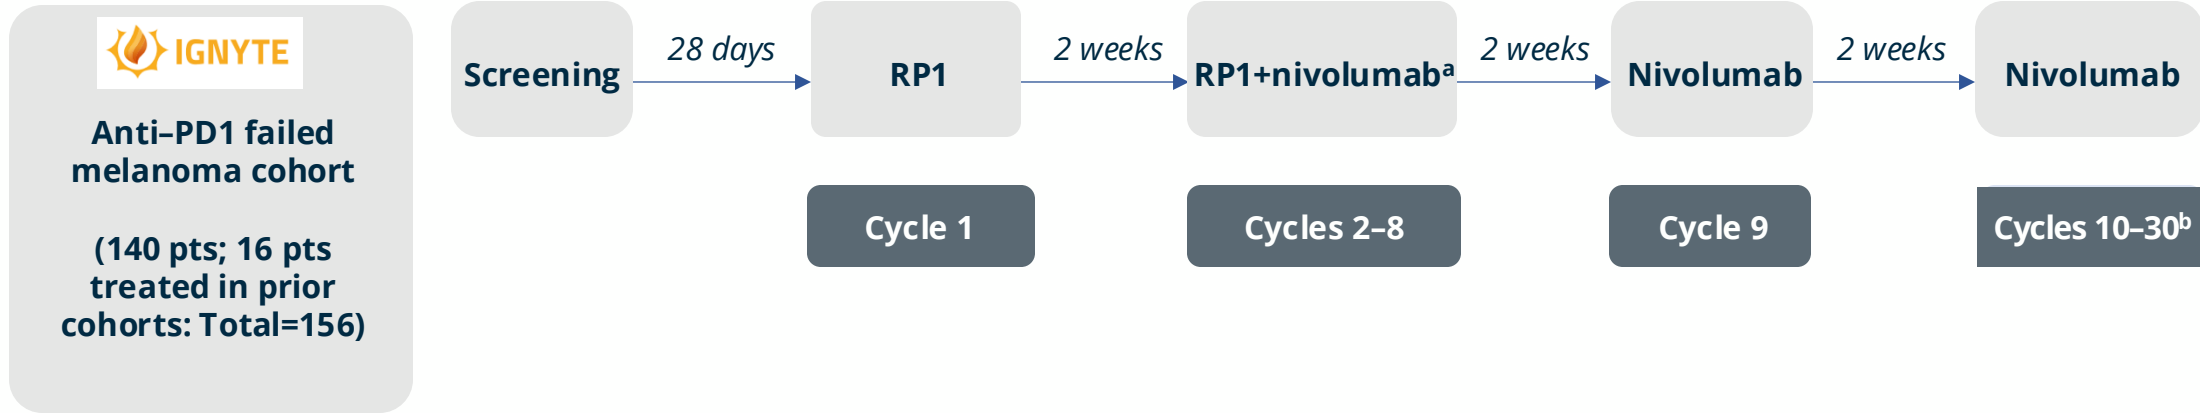 IGNYTE
Anti–PD1 failed
melanoma cohort
(140 pts; 16 pts
treated in prior
cohorts: Total=156)
Screening
28 days
RP1
2 weeks
RP1+nivolumabᵃ
2 weeks
Nivolumab
2 weeks
Nivolumab
Cycle 1
Cycles 2–8
Cycle 9
Cycles 10–30ᵇ